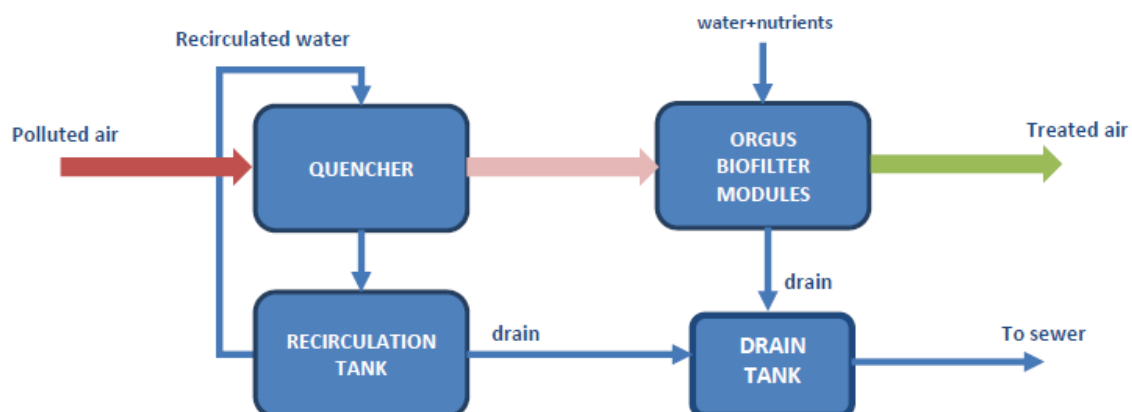 water+nutrients
Recirculated water
Polluted air
QUENCHER
ORGUS
BIOFILTER
MODULES
Treated air
drain
RECIRCULATION
TANK
drain
DRAIN
TANK
To sewer